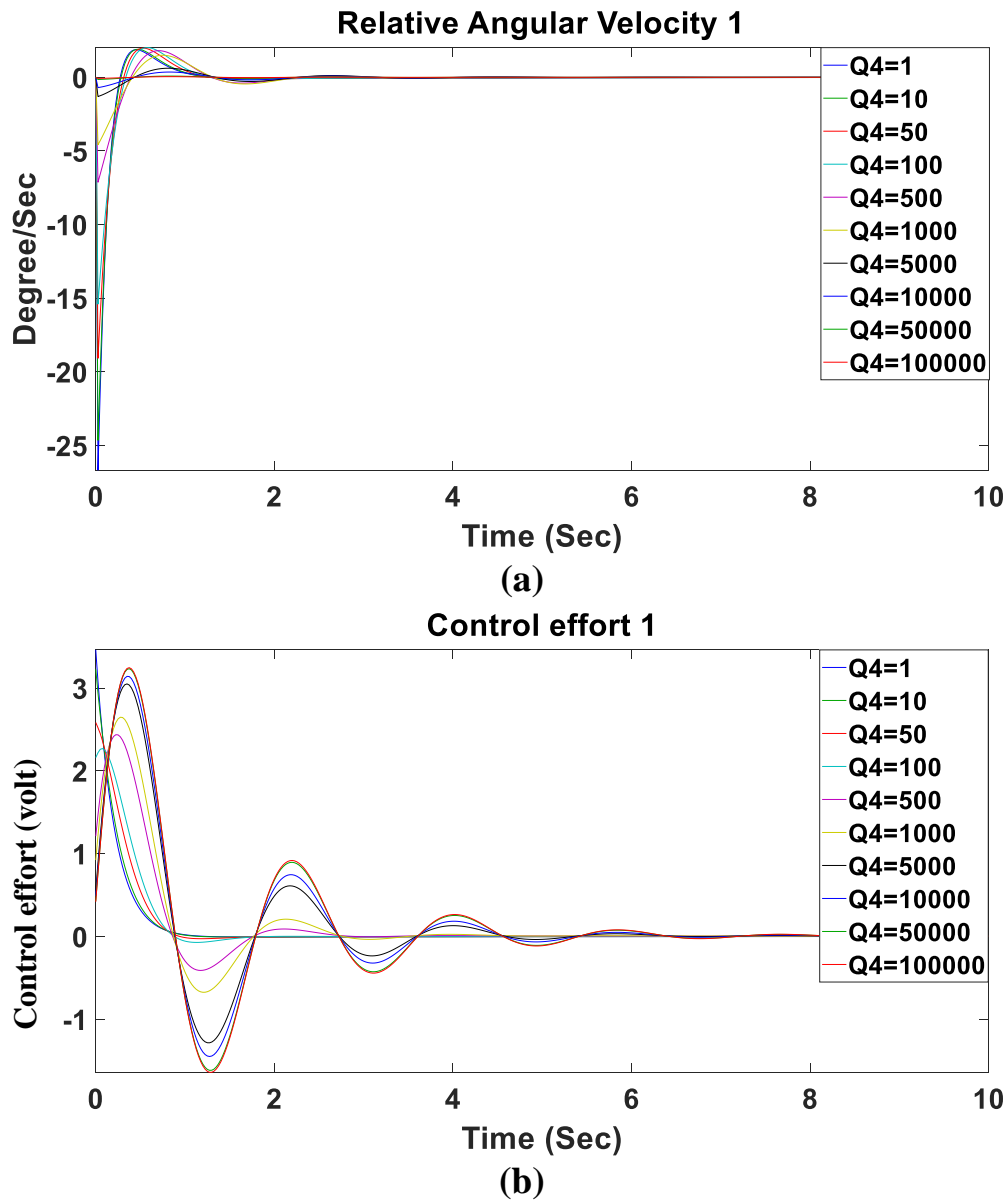 Relative Angular Velocity 1
0
-5
-10
-15
-20
-25
Degree/Sec
Q4=1
Q4=10
Q4=50
Q4=100
Q4=500
Q4=1000
Q4=5000
Q4=10000
Q4=50000
Q4=100000
0 2 4 6 8 10
Time (Sec)
(a)
Control effort 1
3
2
1
0
-1
Control effort (volt)
Q4=1
Q4=10
Q4=50
Q4=100
Q4=500
Q4=1000
Q4=5000
Q4=10000
Q4=50000
Q4=100000
0 2 4 6 8 10
Time (Sec)
(b)